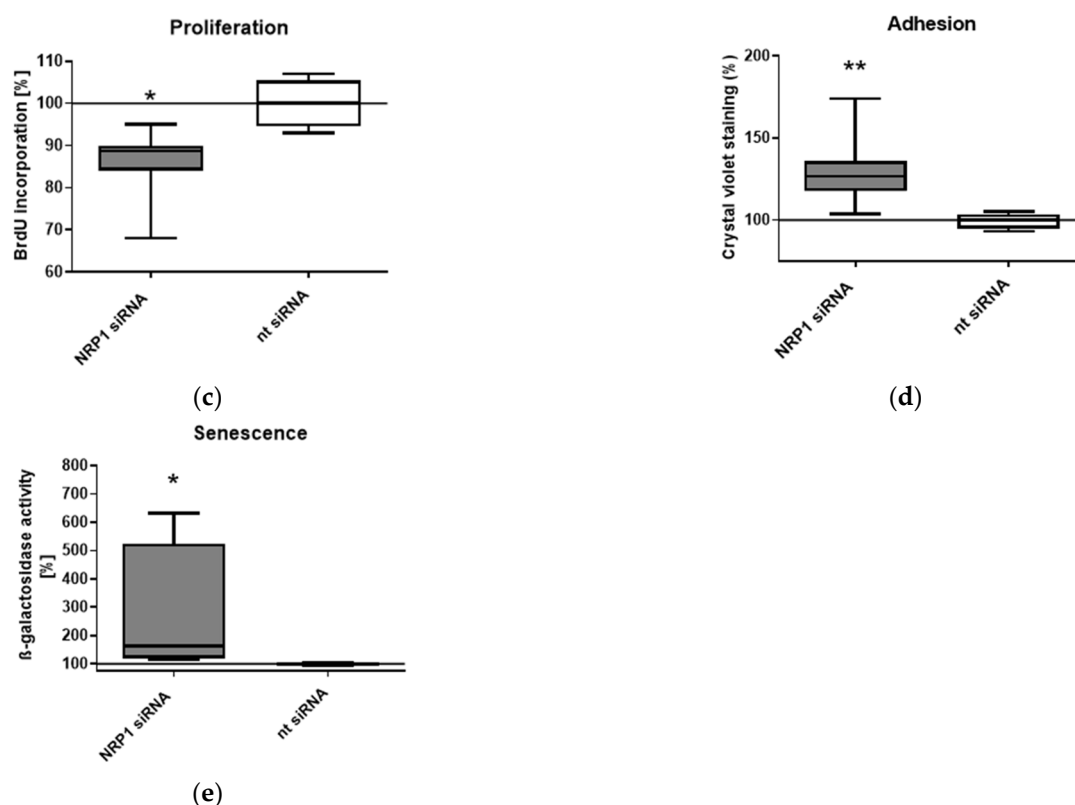 Proliferation
BrdU incorporation [%]
110
100
90
80
70
60
*
NRP1 siRNA
nt siRNA
(c)
Adhesion
Crystal violet staining (%)
200
150
100
**
NRP1 siRNA
nt siRNA
(d)
Senescence
ß-galactosidase activity
[%]
800
700
600
500
400
300
200
100
*
NRP1 siRNA
nt siRNA
(e)